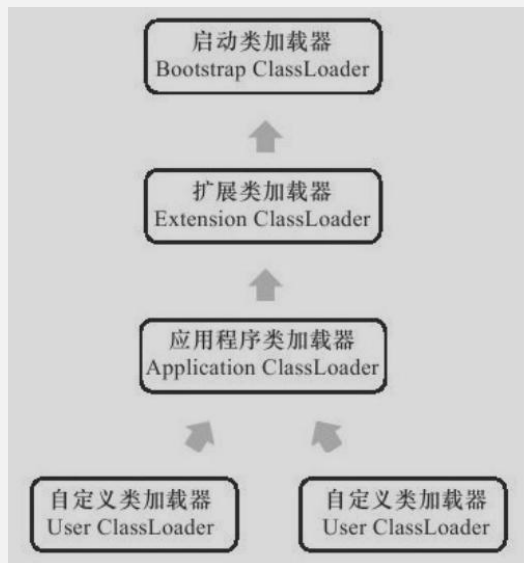 启动类加载器
Bootstrap ClassLoader
扩展类加载器
Extension ClassLoader
应用程序类加载器
Application ClassLoader
自定义类加载器
User ClassLoader
自定义类加载器
User ClassLoader